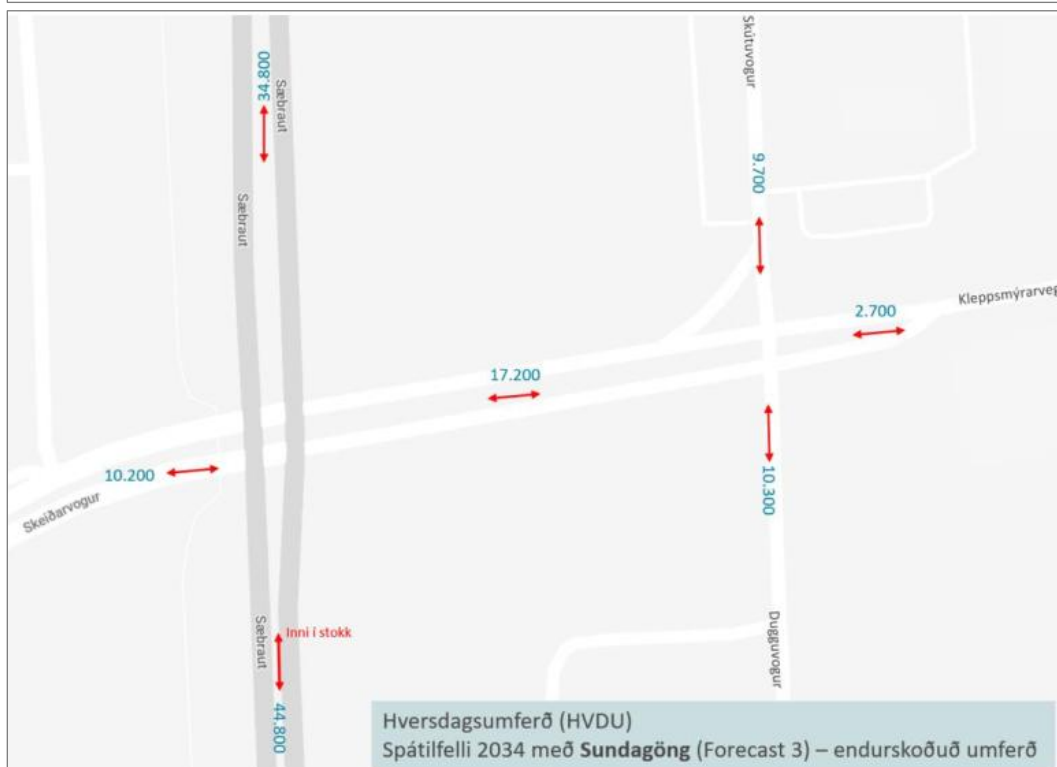 34.800
Sæbraut
Sæbraut
Skútuvogur
9.700
Kleppsmýrarveg
2.700
17.200
10.200
Skeiðarvogur
10.300
Sæbraut
Inni í stokk
Dugguvogur
44.800
Hversdagsumferð (HVDU)
Spátilfelli 2034 með Sundagöng (Forecast 3) – endurskoðuð umferð